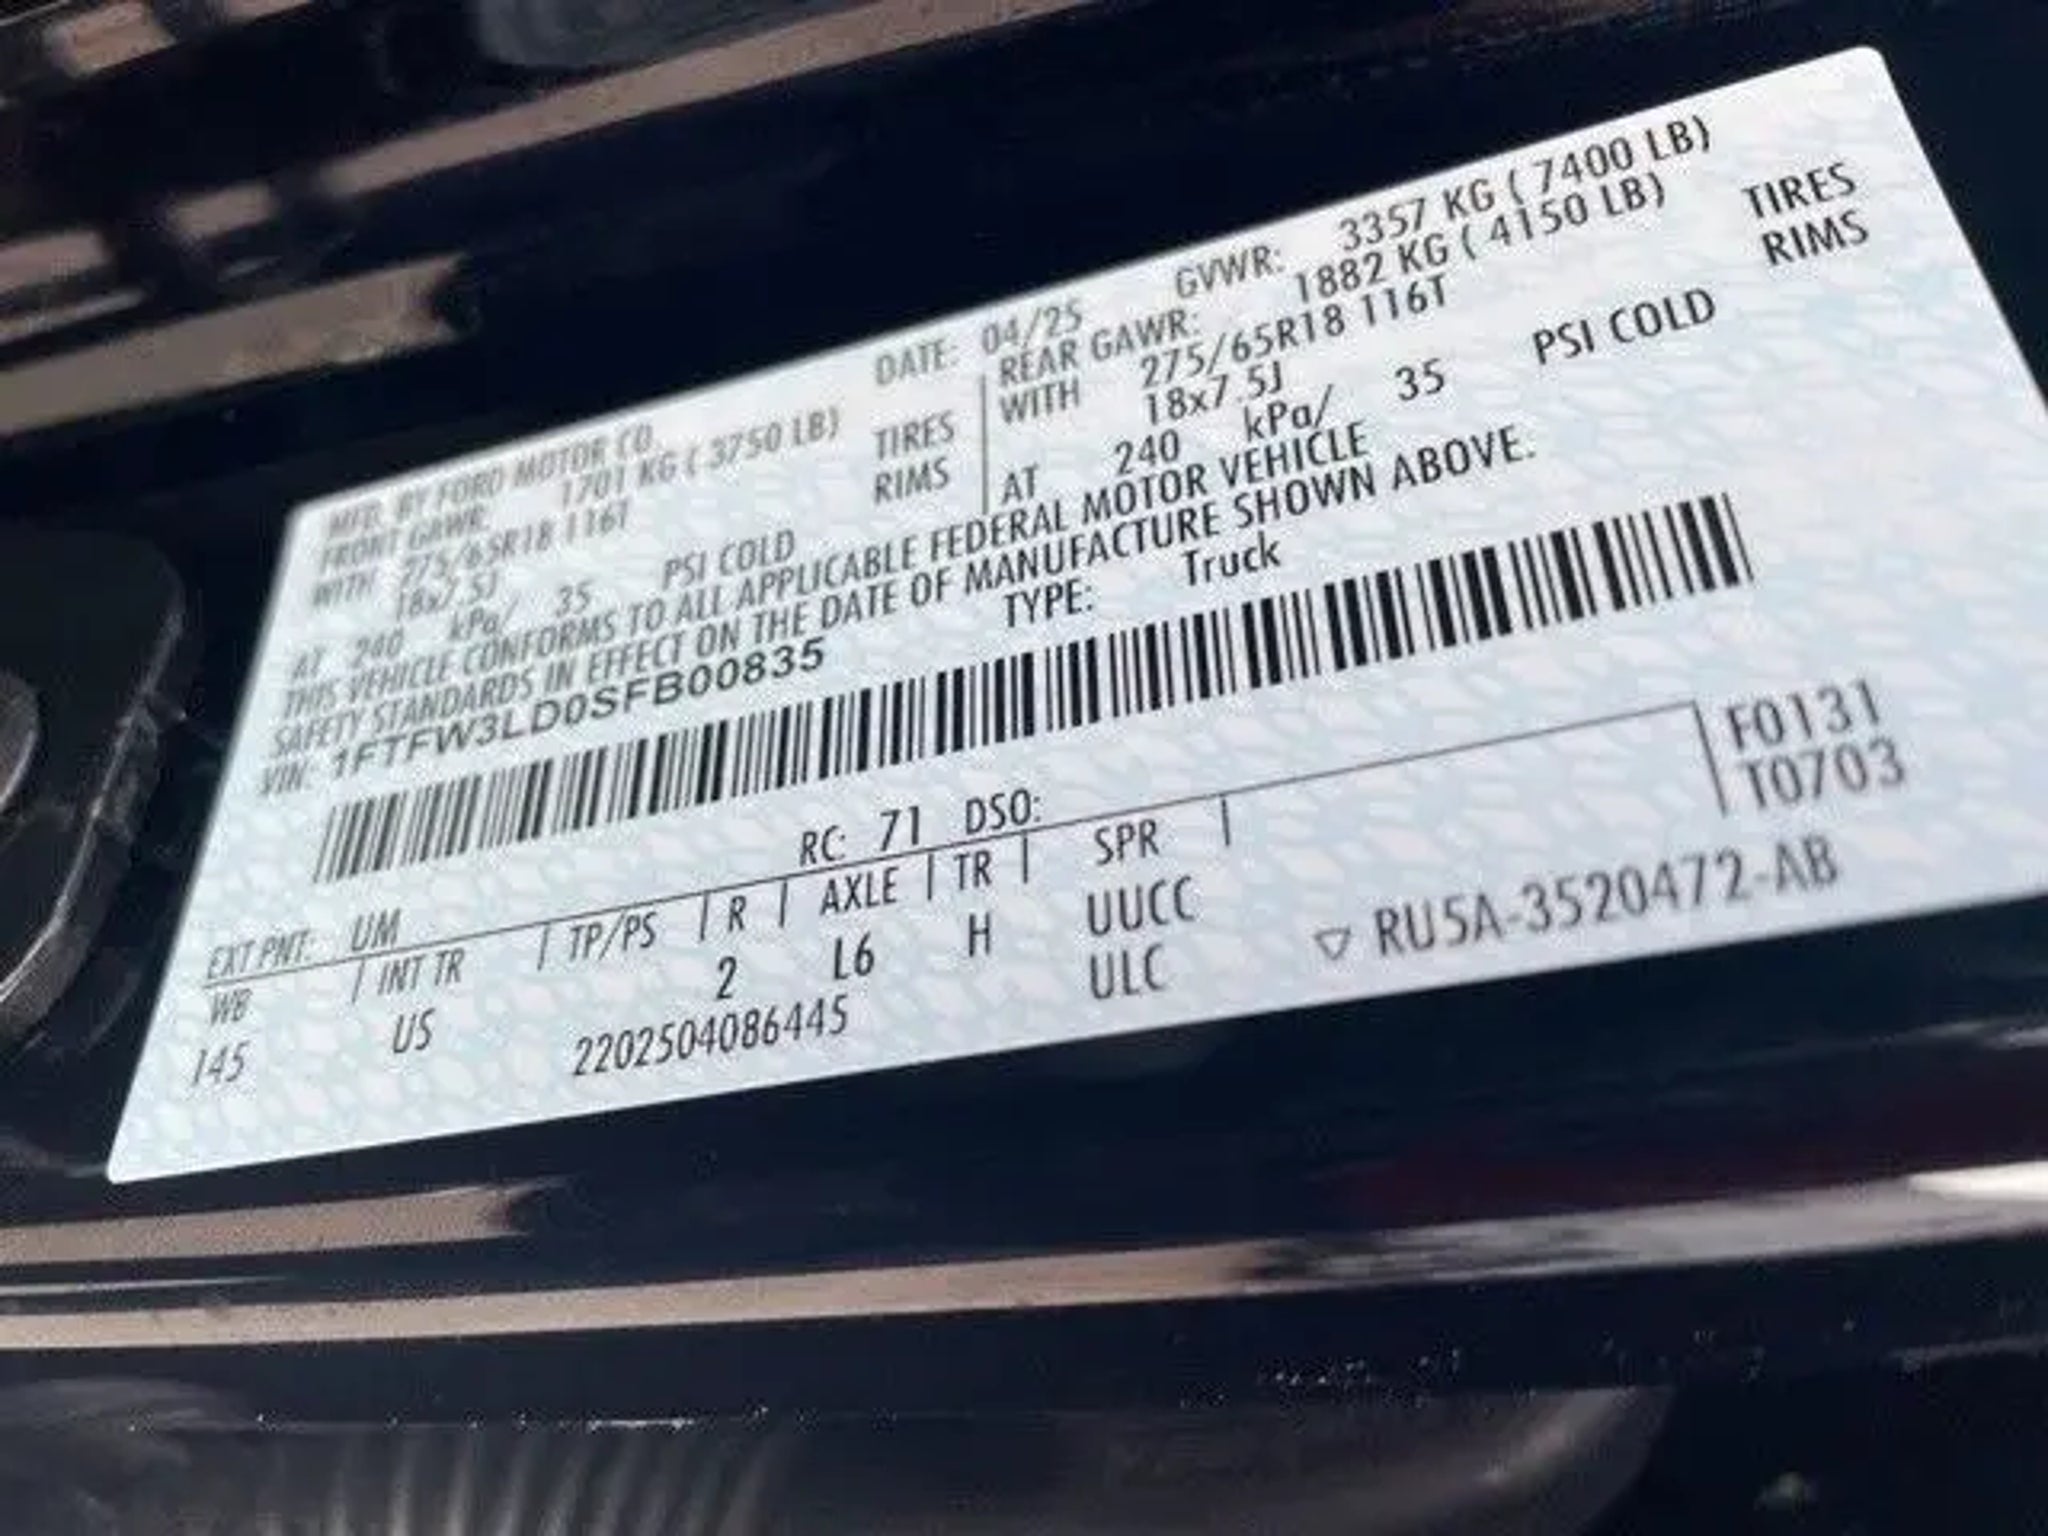 MFD. BY FORD MOTOR CO. DATE: 04/25 GVWR: 3357 KG ( 7400 LB)
FRONT GAWR: 1701 KG ( 3750 LB) REAR GAWR: 1882 KG ( 4150 LB)
WITH 275/65R18 116T TIRES WITH 275/65R18 116T TIRES
18x7.5J RIMS 18x7.5J RIMS
AT 240 kPa/ 35 PSI COLD AT 240 kPa/ 35 PSI COLD
THIS VEHICLE CONFORMS TO ALL APPLICABLE FEDERAL MOTOR VEHICLE
SAFETY STANDARDS IN EFFECT ON THE DATE OF MANUFACTURE SHOWN ABOVE.
VIN: 1FTFW3LD0SFB00835 TYPE: Truck
F0131
T0703
EXT PNT: UM RC: 71 DSO:
WB INT TR TP/PS R AXLE TR SPR
145 US 2 L6 H UUCC
2202504086445 ULC
▽ RU5A-3520472-AB